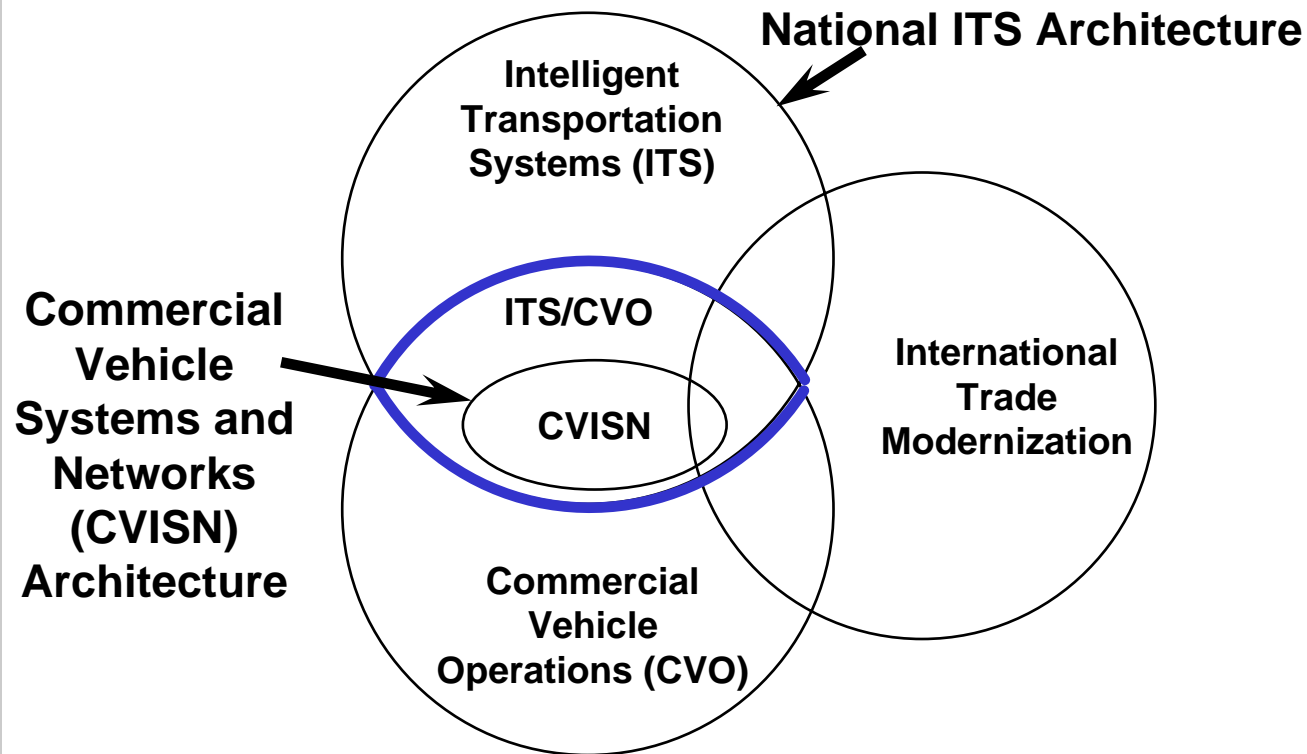 National ITS Architecture
Intelligent
Transportation
Systems (ITS)
Commercial
Vehicle
Systems and
Networks
(CVISN)
Architecture
ITS/CVO
CVISN
International
Trade
Modernization
Commercial
Vehicle
Operations (CVO)